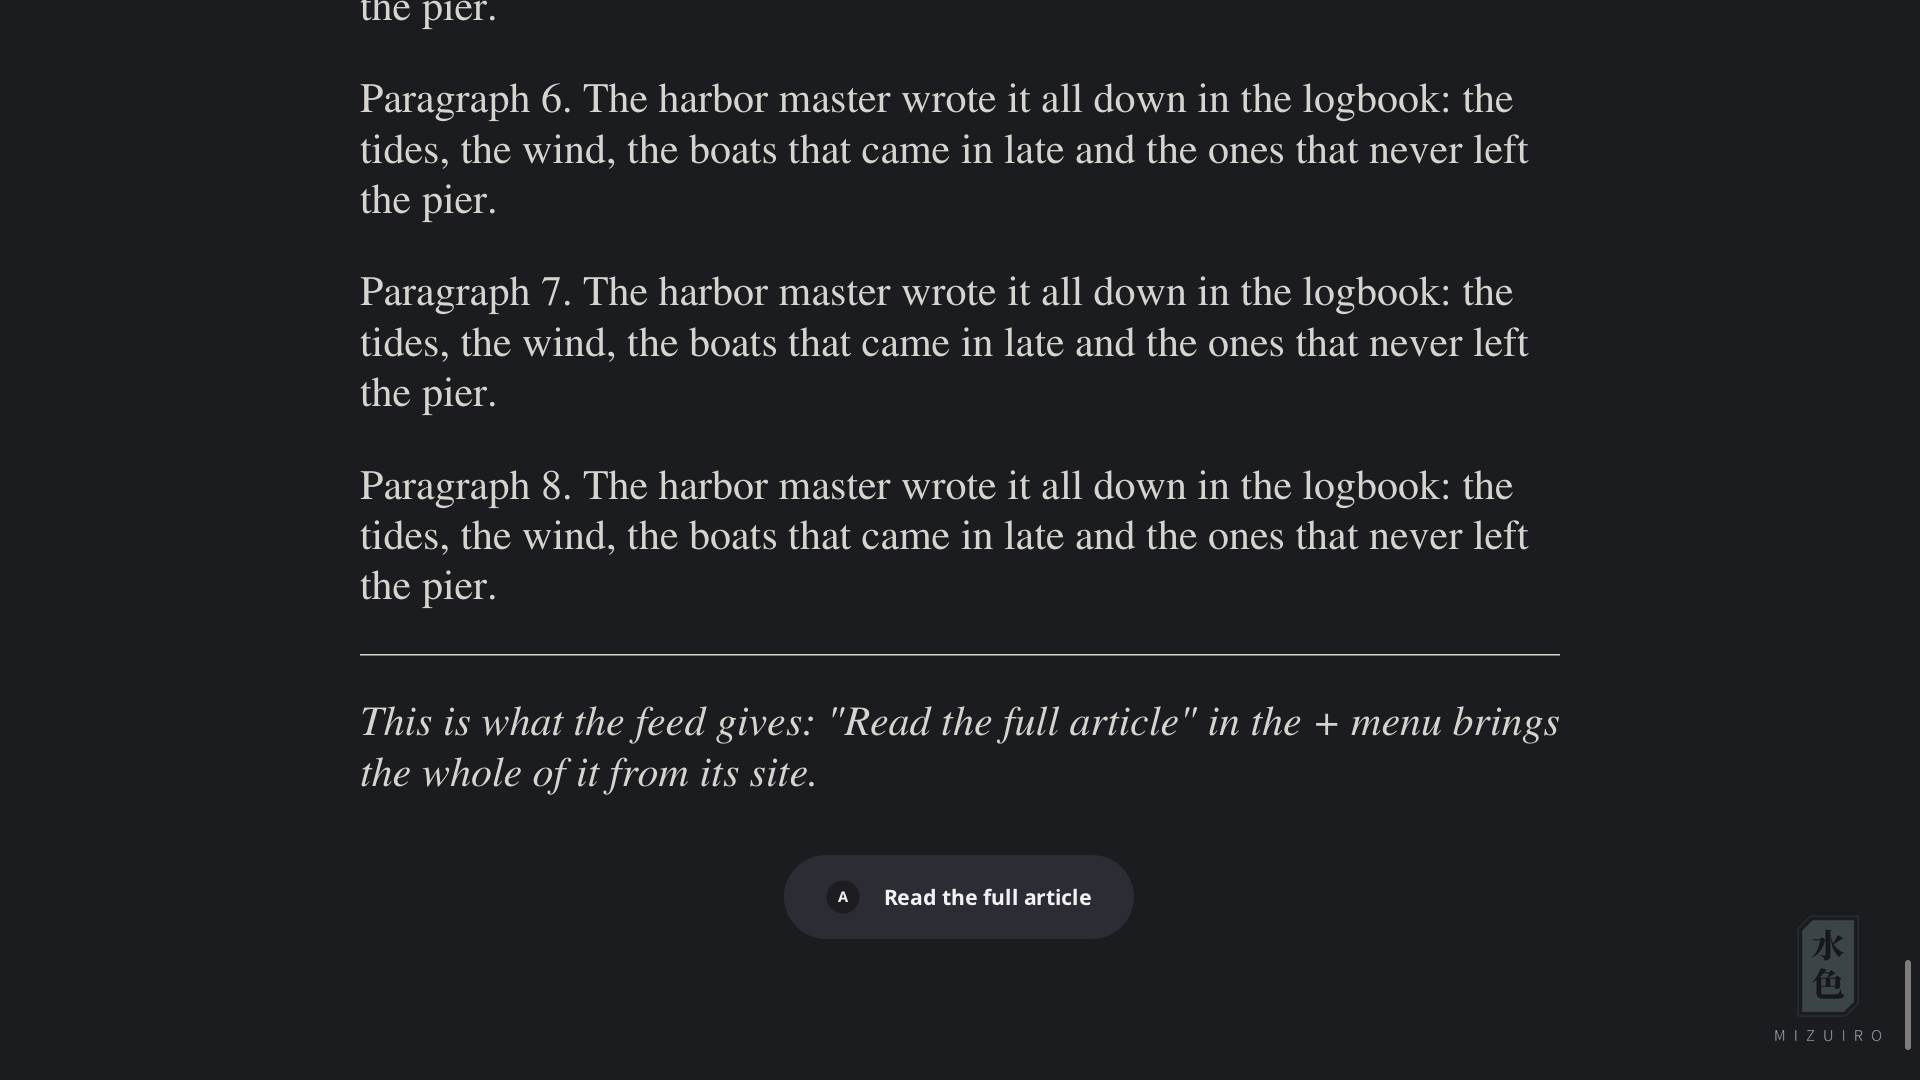 the pier.
Paragraph 6. The harbor master wrote it all down in the logbook: the
tides, the wind, the boats that came in late and the ones that never left
the pier.
Paragraph 7. The harbor master wrote it all down in the logbook: the
tides, the wind, the boats that came in late and the ones that never left
the pier.
Paragraph 8. The harbor master wrote it all down in the logbook: the
tides, the wind, the boats that came in late and the ones that never left
the pier.
This is what the feed gives: "Read the full article" in the + menu brings
the whole of it from its site.
A Read the full article
水
色
MIZUIRO